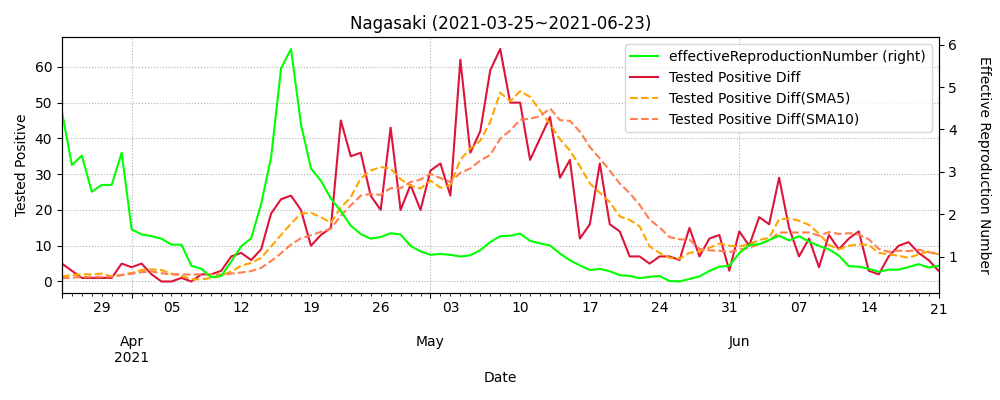 Nagasaki (2021-03-25~2021-06-23)
effectiveReproductionNumber (right)
Tested Positive Diff
Tested Positive Diff(SMA5)
Tested Positive Diff(SMA10)
Tested Positive
60
50
40
30
20
10
0
6
5
4
3
2
1
Effective Reproduction Number
29 05 12 19 26 03 10 17 24 31 07 14 21
Apr May Jun
2021
Date